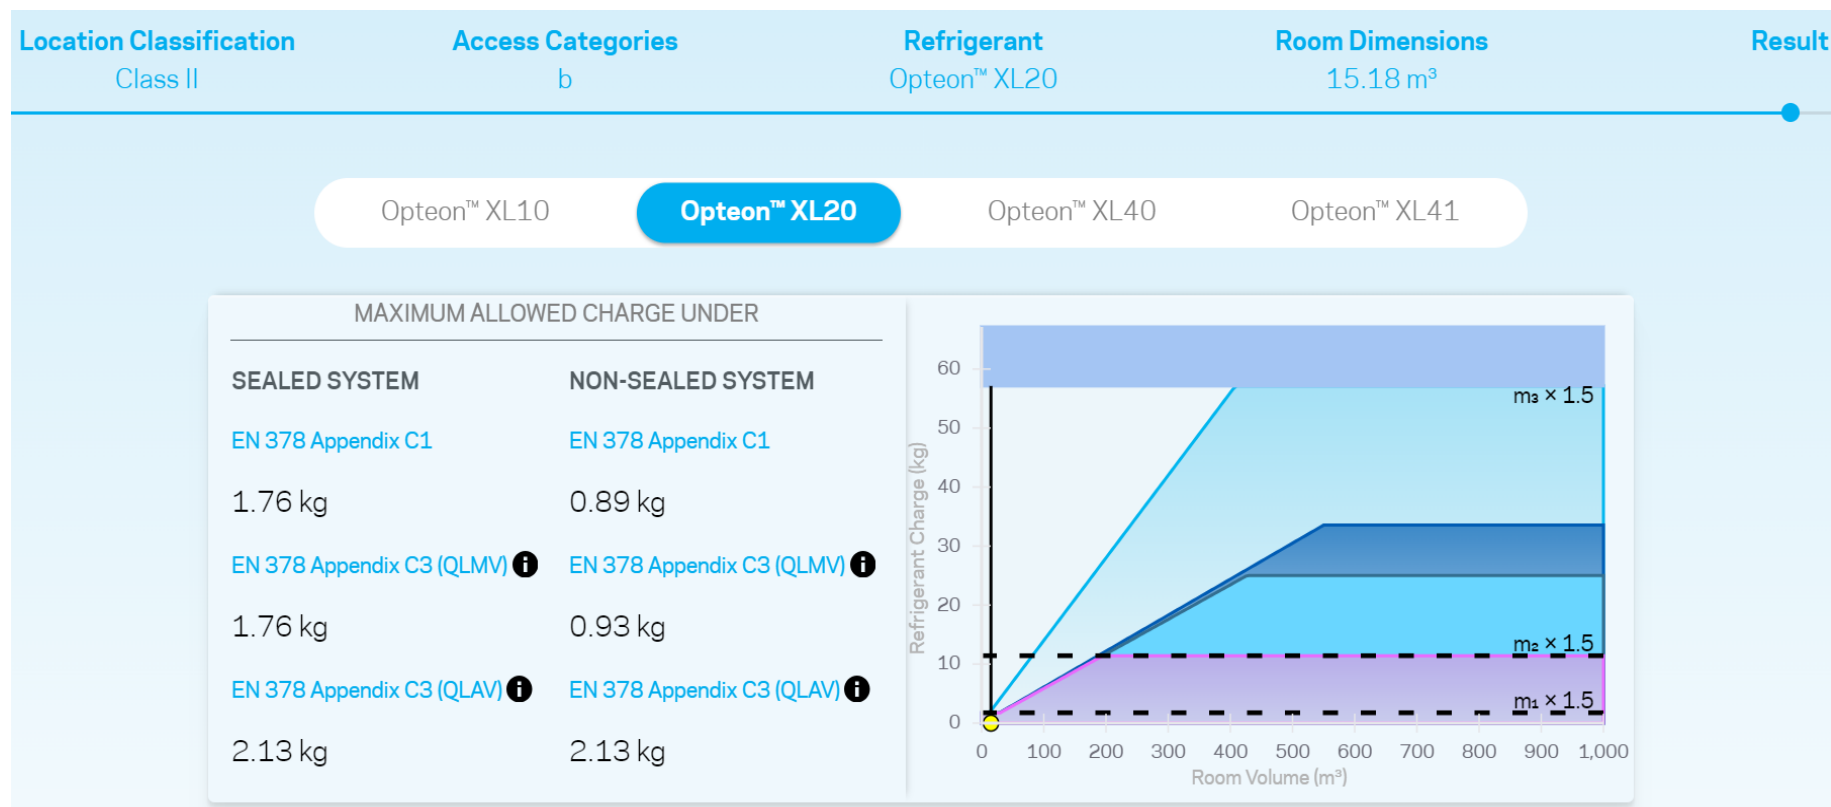 Location Classification
Class II
Access Categories
b
Refrigerant
Opteon™ XL20
Room Dimensions
15.18 m³
Result
Opteon™ XL10
Opteon™ XL20
Opteon™ XL40
Opteon™ XL41
MAXIMUM ALLOWED CHARGE UNDER
SEALED SYSTEM
NON-SEALED SYSTEM
EN 378 Appendix C1
EN 378 Appendix C1
1.76 kg
0.89 kg
EN 378 Appendix C3 (QLMV) i
EN 378 Appendix C3 (QLMV) i
1.76 kg
0.93 kg
EN 378 Appendix C3 (QLAV) i
EN 378 Appendix C3 (QLAV) i
2.13 kg
2.13 kg
Refrigerant Charge (kg)
60
50
40
30
20
10
0
m₃ × 1.5
m₂ × 1.5
m₁ × 1.5
0 100 200 300 400 500 600 700 800 900 1,000
Room Volume (m³)